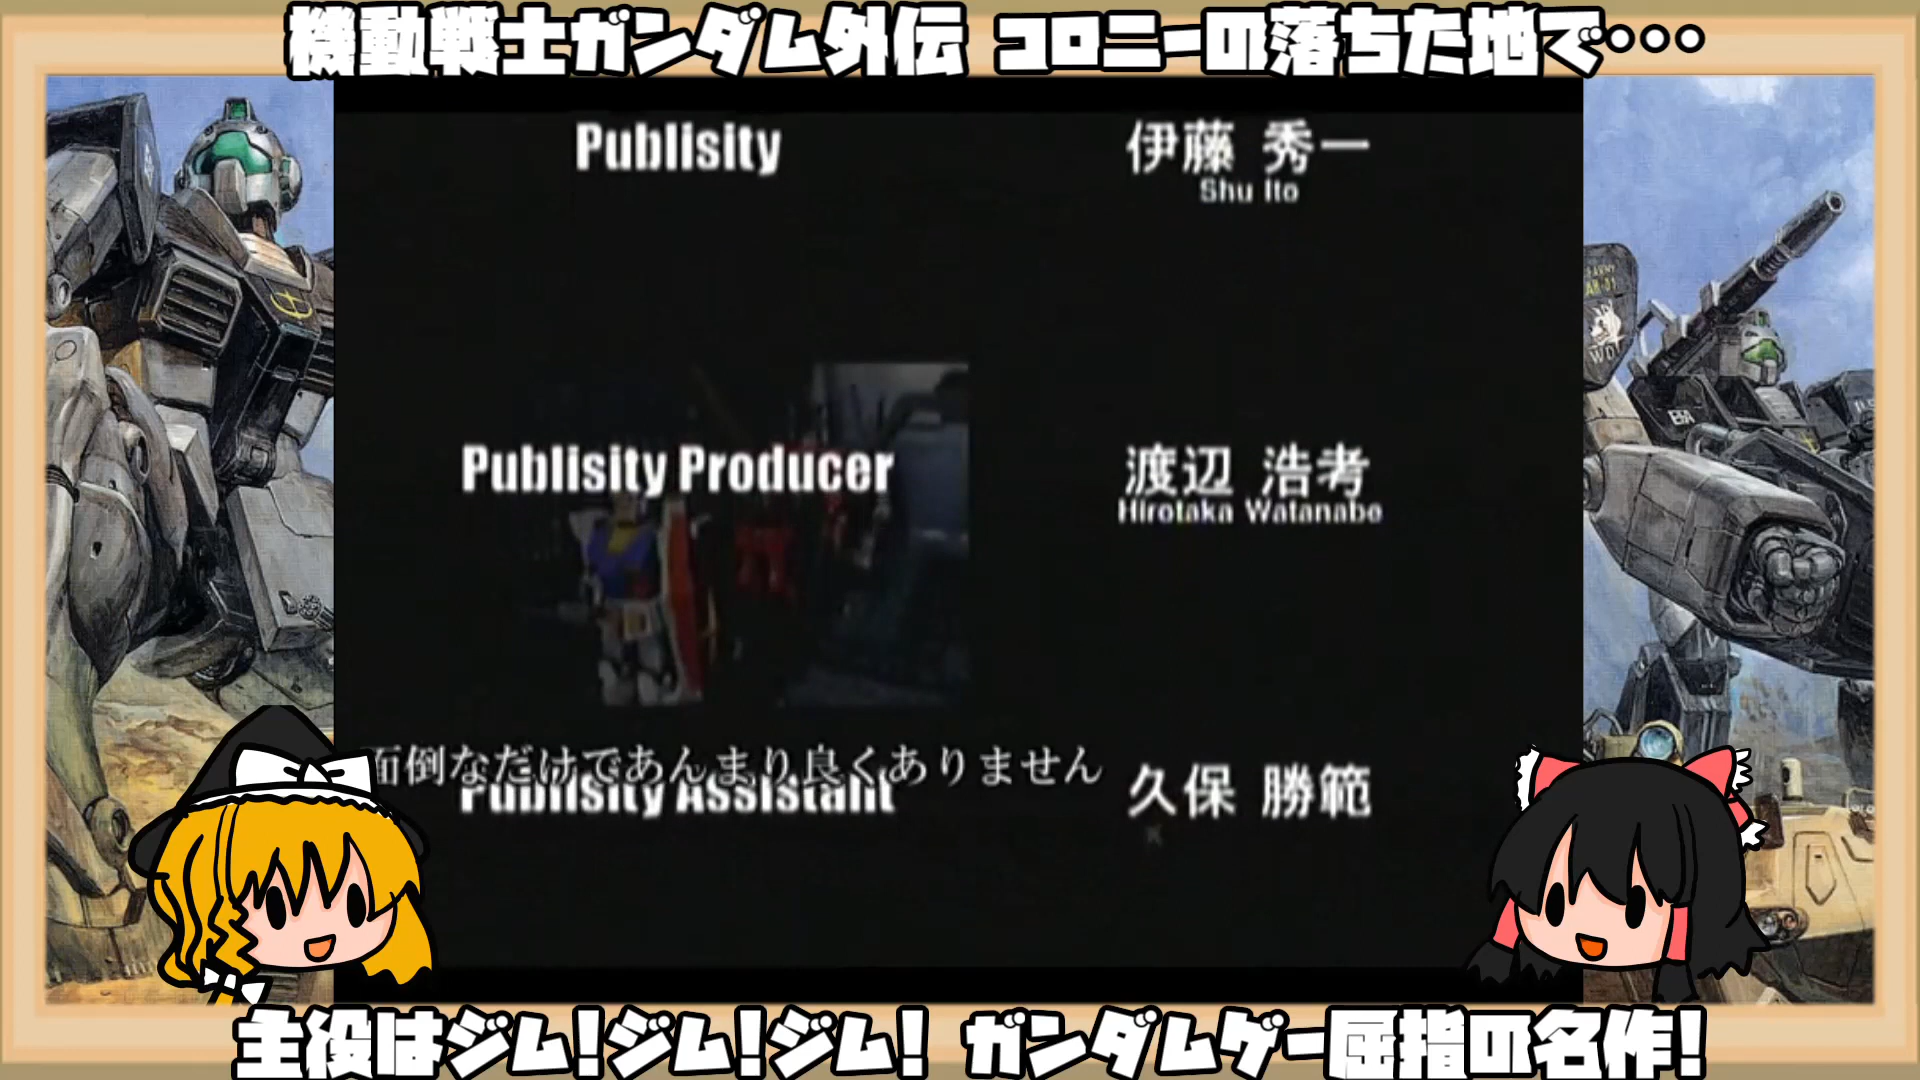 機動戦士ガンダム外伝 コロニーの落ちた地で・・・
Publisity 伊藤 秀一
Shu Ito
Publisity Producer 渡辺 浩考
Hirotaka Watanabe
面倒なだけであんまり良くありません
Publisity Assistant 久保 勝範
WD
EFA
主役はジム!ジム!ジム! ガンダムゲー屈指の名作!